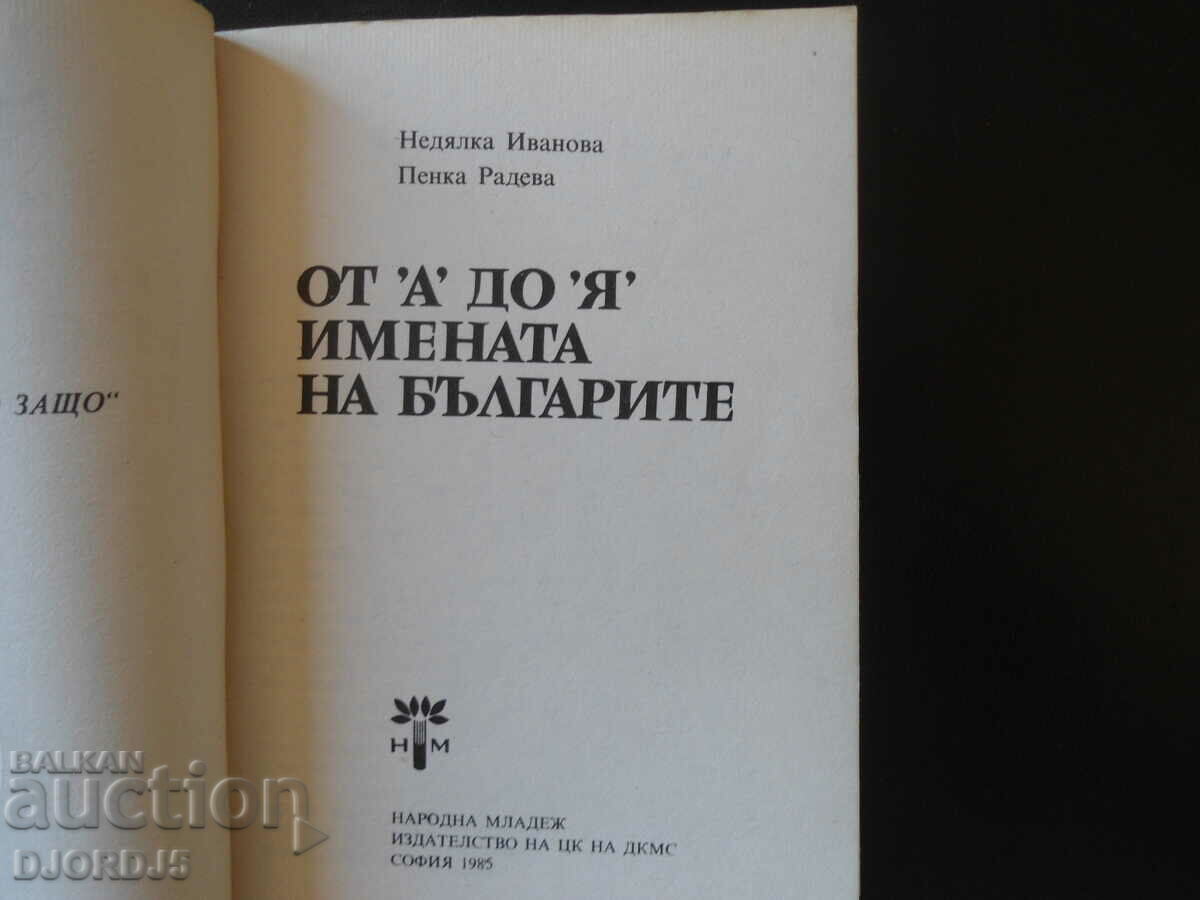 ЗАЩО“
Недялка Иванова
Пенка Радева
ОТ 'А' ДО 'Я'
ИМЕНАТА
НА БЪЛГАРИТЕ
Н М
НАРОДНА МЛАДЕЖ
ИЗДАТЕЛСТВО НА ЦК НА ДКМС
СОФИЯ 1985
BALKAN
auction
DJORDJ5